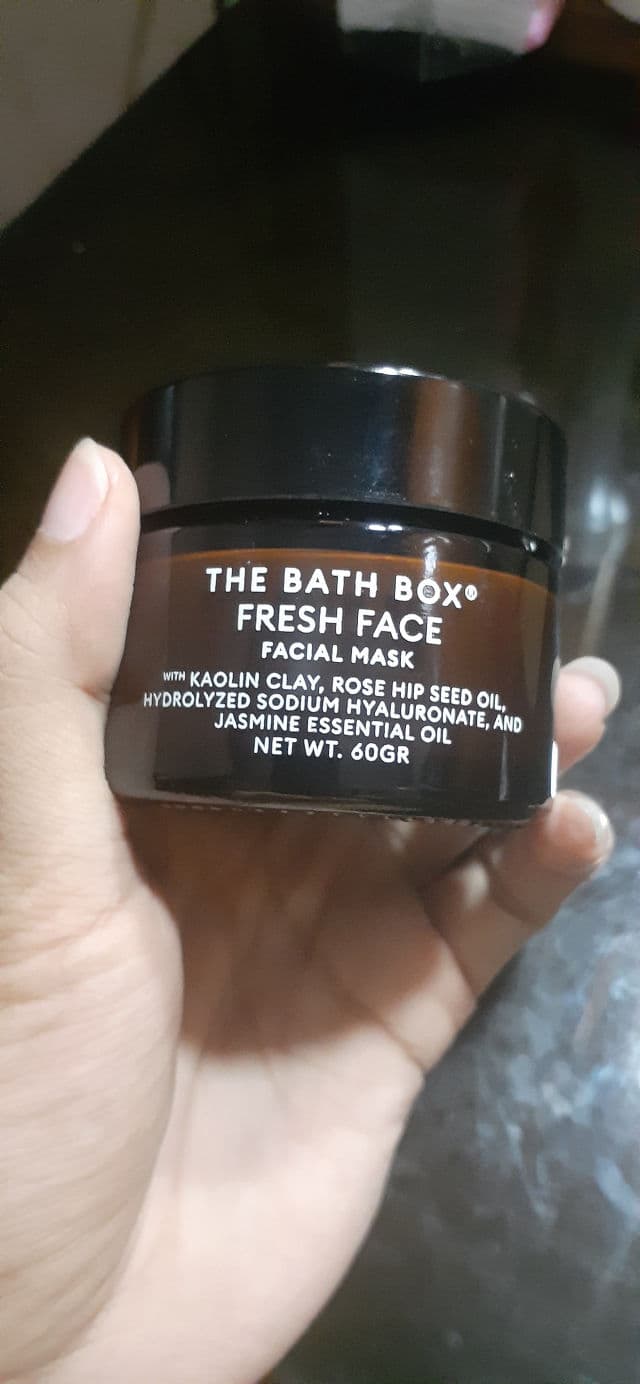 THE BATH BOX®
FRESH FACE
FACIAL MASK
WITH KAOLIN CLAY, ROSE HIP SEED OIL,
HYDROLYZED SODIUM HYALURONATE, AND
JASMINE ESSENTIAL OIL
NET WT. 60GR